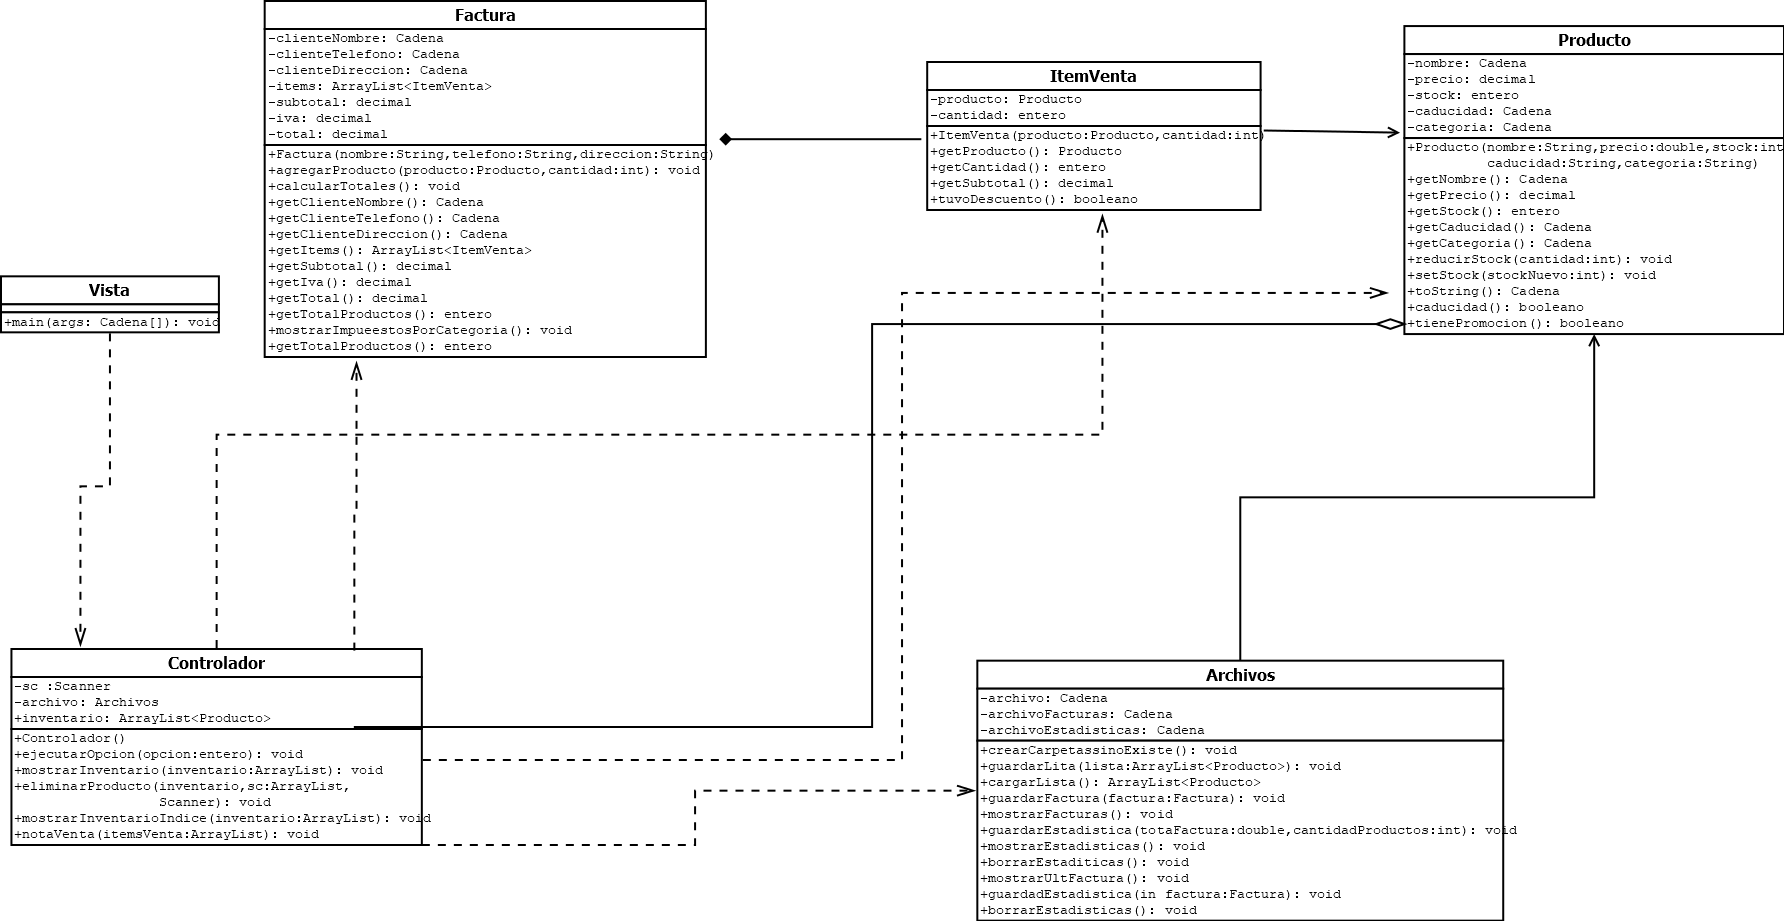 Factura
-clienteNombre: Cadena
-clienteTelefono: Cadena
-clienteDireccion: Cadena
-items: ArrayList<ItemVenta>
-subtotal: decimal
-iva: decimal
-total: decimal
+Factura(nombre:String,telefono:String,direccion:String)
+agregarProducto(producto:Producto,cantidad:int): void
+calcularTotales(): void
+getClienteNombre(): Cadena
+getClienteTelefono(): Cadena
+getClienteDireccion(): Cadena
+getItems(): ArrayList<ItemVenta>
+getSubtotal(): decimal
+getIva(): decimal
+getTotal(): decimal
+getTotalProductos(): entero
+mostrarImpueestosPorCategoria(): void
+getTotalProductos(): entero
ItemVenta
-producto: Producto
-cantidad: entero
+ItemVenta(producto:Producto,cantidad:int)
+getProducto(): Producto
+getCantidad(): entero
+getSubtotal(): decimal
+tuvoDescuento(): booleano
Producto
-nombre: Cadena
-precio: decimal
-stock: entero
-caducidad: Cadena
-categoria: Cadena
+Producto(nombre:String,precio:double,stock:int
caducidad:String,categoria:String)
+getNombre(): Cadena
+getPrecio(): decimal
+getStock(): entero
+getCaducidad(): Cadena
+getCategoria(): Cadena
+reducirStock(cantidad:int): void
+setStock(stockNuevo:int): void
+toString(): Cadena
+caducidad(): booleano
+tienePromocion(): booleano
Vista
+main(args: Cadena[]): void
Controlador
-sc :Scanner
-archivo: Archivos
+inventario: ArrayList<Producto>
+Controlador()
+ejecutarOpcion(opcion:entero): void
+mostrarInventario(inventario:ArrayList): void
+eliminarProducto(inventario,sc:ArrayList,
Scanner): void
+mostrarInventarioIndice(inventario:ArrayList): void
+notaVenta(itemsVenta:ArrayList): void
Archivos
-archivo: Cadena
-archivoFacturas: Cadena
-archivoEstadisticas: Cadena
+crearCarpetassinoExiste(): void
+guardarLita(lista:ArrayList<Producto>): void
+cargarLista(): ArrayList<Producto>
+guardarFactura(factura:Factura): void
+mostrarFacturas(): void
+guardarEstadistica(totaFactura:double,cantidadProductos:int): void
+mostrarEstadisticas(): void
+borrarEstaditicas(): void
+mostrarUltFactura(): void
+guardadEstadistica(in factura:Factura): void
+borrarEstadisticas(): void